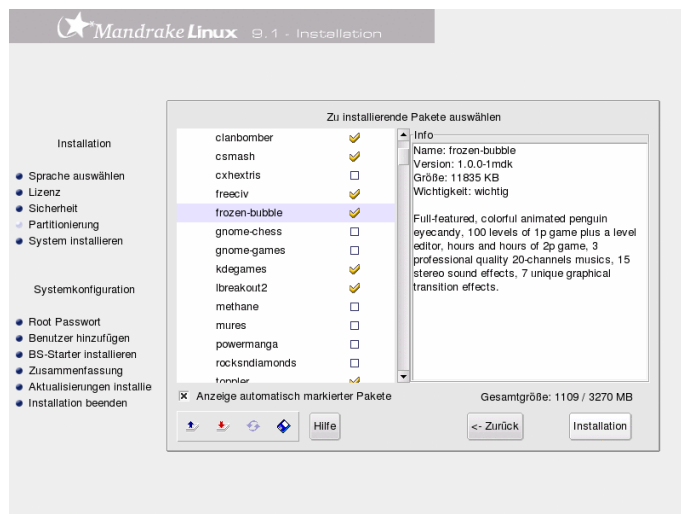 Mandrake Linux 9.1 - Installation
Installation
Sprache auswählen
Lizenz
Sicherheit
Partitionierung
System installieren
Systemkonfiguration
Root Passwort
Benutzer hinzufügen
BS-Starter installieren
Zusammenfassung
Aktualisierungen installie
Installation beenden
Zu installierende Pakete auswählen
clanbomber
csmash
cxhextris
freeciv
frozen-bubble
gnome-chess
gnome-games
kdegames
lbreakout2
methane
mures
powermanga
rocksndiamonds
toppler
Info
Name: frozen-bubble
Version: 1.0.0-1mdk
Größe: 11835 KB
Wichtigkeit: wichtig
Full-featured, colorful animated penguin
eyecandy, 100 levels of 1p game plus a level
editor, hours and hours of 2p game, 3
professional quality 20-channels musics, 15
stereo sound effects, 7 unique graphical
transition effects.
Anzeige automatisch markierter Pakete
Gesamtgröße: 1109 / 3270 MB
Hilfe
<- Zurück
Installation